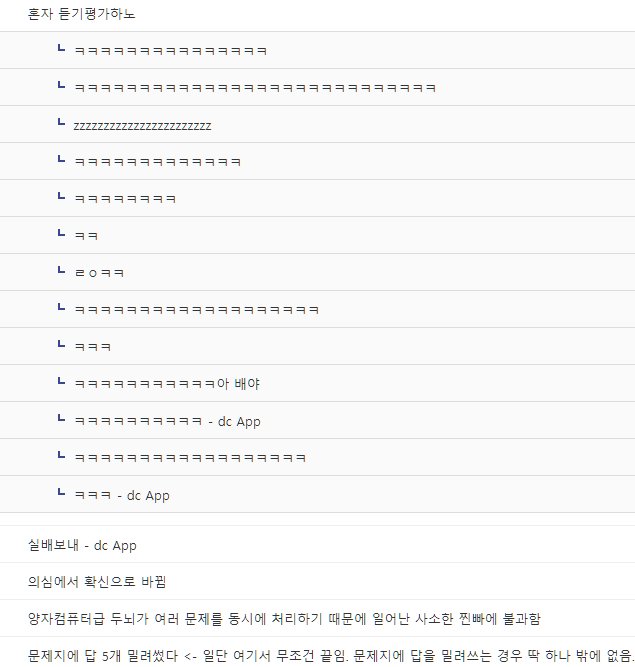 혼자 듣기평가하노
ㅋㅋㅋㅋㅋㅋㅋㅋㅋㅋㅋㅋㅋㅋㅋ
ㅋㅋㅋㅋㅋㅋㅋㅋㅋㅋㅋㅋㅋㅋㅋㅋㅋㅋㅋㅋㅋㅋㅋㅋㅋㅋㅋㅋ
zzzzzzzzzzzzzzzzzzzzzzz
ㅋㅋㅋㅋㅋㅋㅋㅋㅋㅋㅋㅋㅋ
ㅋㅋㅋㅋㅋㅋㅋㅋ
ㅋㅋ
ㄹㅇㅋㅋ
ㅋㅋㅋㅋㅋㅋㅋㅋㅋㅋㅋㅋㅋㅋㅋㅋㅋㅋㅋ
ㅋㅋㅋ
ㅋㅋㅋㅋㅋㅋㅋㅋㅋㅋㅋ아 배야
ㅋㅋㅋㅋㅋㅋㅋㅋㅋㅋ - dc App
ㅋㅋㅋㅋㅋㅋㅋㅋㅋㅋㅋㅋㅋㅋㅋㅋㅋㅋ
ㅋㅋㅋ - dc App
실배보내 - dc App
의심에서 확신으로 바뀜
양자컴퓨터급 두뇌가 여러 문제를 동시에 처리하기 때문에 일어난 사소한 찐빠에 불과함
문제지에 답 5개 밀려썼다 <- 일단 여기서 무조건 끝임. 문제지에 답을 밀려쓰는 경우 딱 하나 밖에 없음.